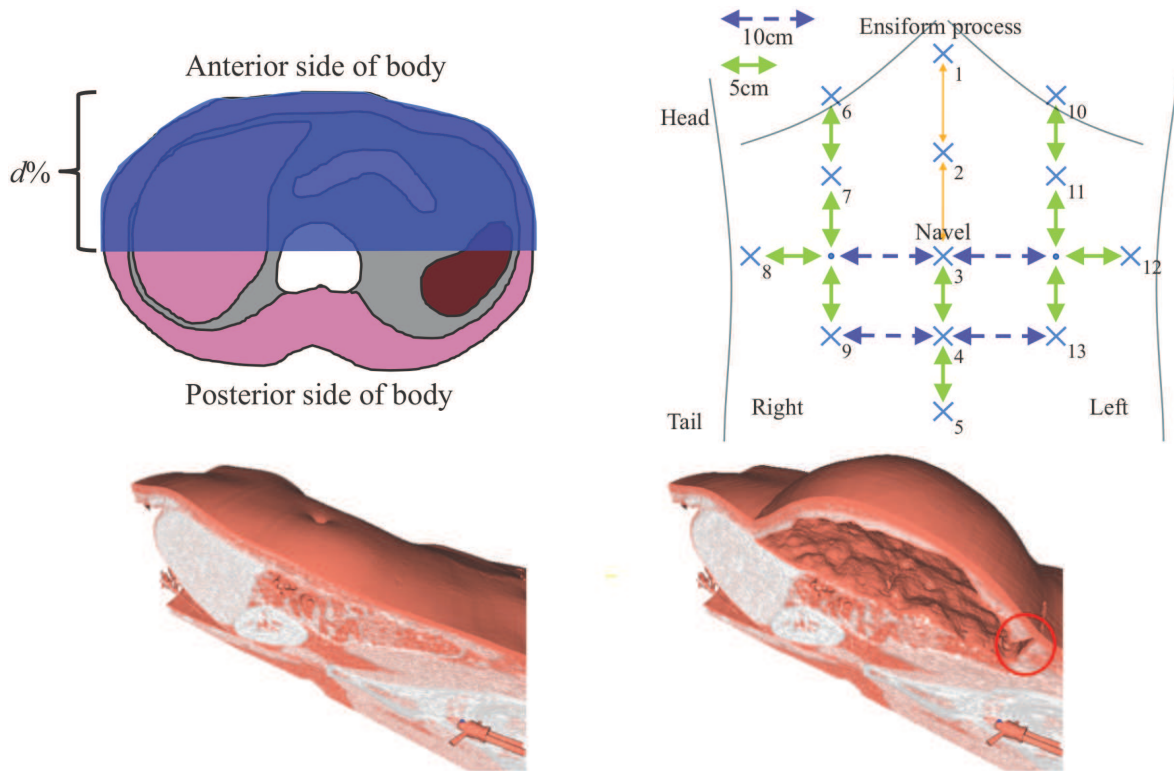 Anterior side of body
d%
Posterior side of body
10cm
5cm
Ensiform process
1
6
10
Head
2
7
11
Navel
8
3
12
9
4
13
Right
Left
Tail
5